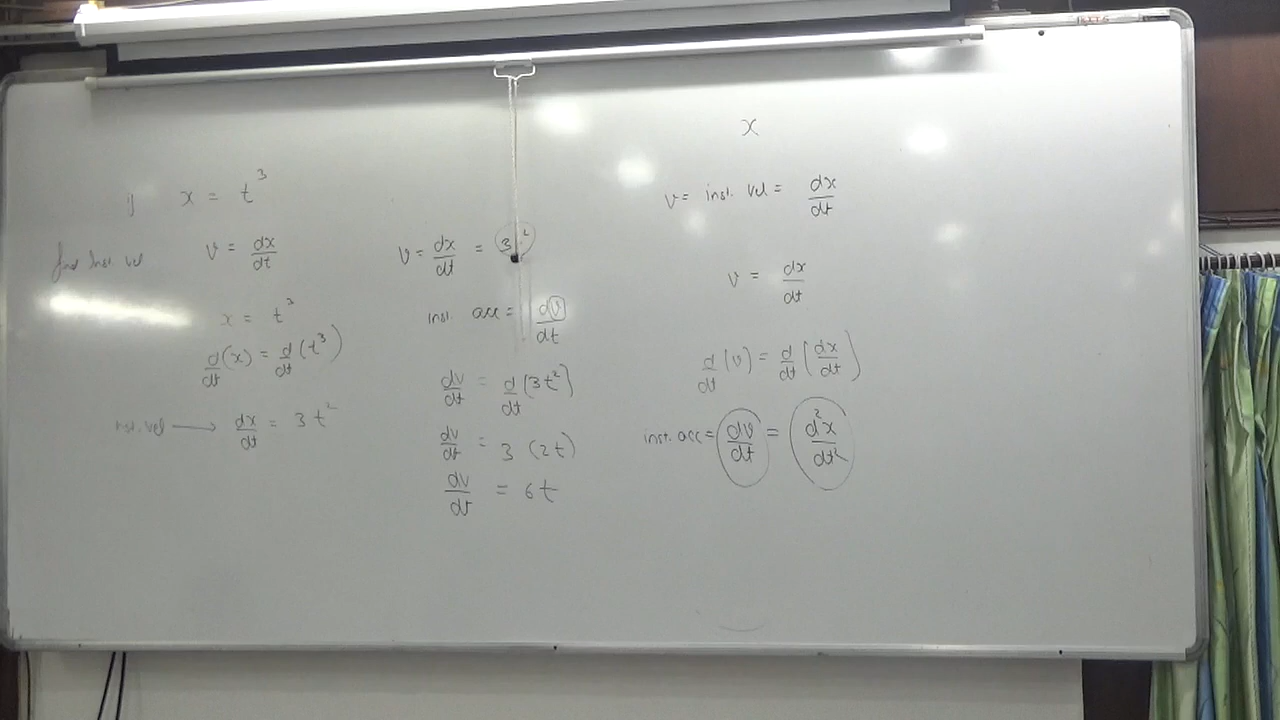 if x = t³
find inst. vel v = dx/dt
x = t³
d/dt (x) = d/dt (t³)
inst. vel → dx/dt = 3t²
v = dx/dt = 3t²
inst. acc = dv/dt
dv/dt = d/dt (3t²)
dv/dt = 3 (2t)
dv/dt = 6t
x
v = inst. vel = dx/dt
v = dx/dt
d/dt (v) = d/dt (dx/dt)
inst. acc = dv/dt = d²x/dt²